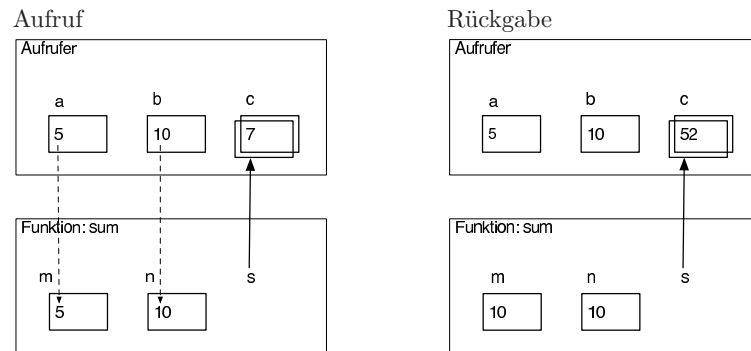 Aufruf
Aufrufer
a b c
5 10 7
Funktion: sum
m n s
5 10
Rückgabe
Aufrufer
a b c
5 10 52
Funktion: sum
m n s
10 10